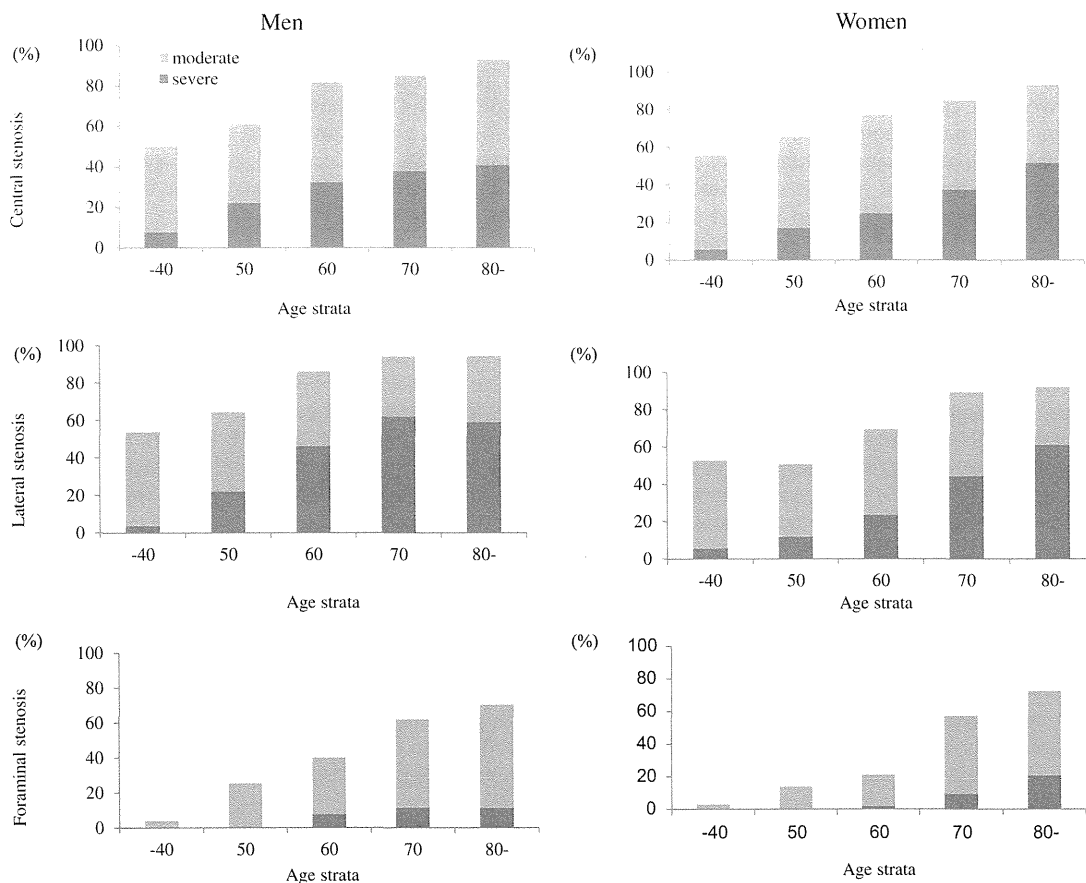 Men
Women
(%)
100
80
60
40
20
0
moderate
severe
Central stenosis
-40 50 60 70 80-
Age strata
(%)
100
80
60
40
20
0
-40 50 60 70 80-
Age strata
(%)
100
80
60
40
20
0
Lateral stenosis
-40 50 60 70 80-
Age strata
(%)
100
80
60
40
20
0
-40 50 60 70 80-
Age strata
(%)
100
80
60
40
20
0
Foraminal stenosis
-40 50 60 70 80-
Age strata
(%)
100
80
60
40
20
0
-40 50 60 70 80-
Age strata